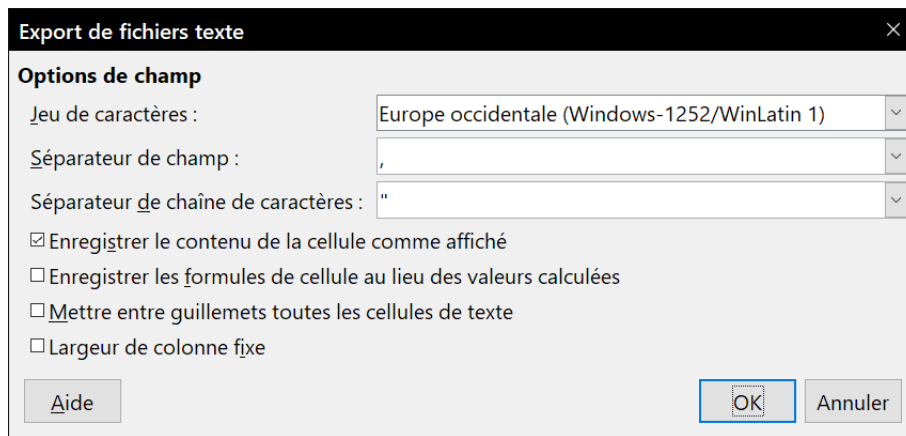 Export de fichiers texte
Options de champ
Jeu de caractères :
Europe occidentale (Windows-1252/WinLatin 1)
Séparateur de champ :
,
Séparateur de chaîne de caractères :
"
Enregistrer le contenu de la cellule comme affiché
Enregistrer les formules de cellule au lieu des valeurs calculées
Mettre entre guillemets toutes les cellules de texte
Largeur de colonne fixe
Aide
OK
Annuler